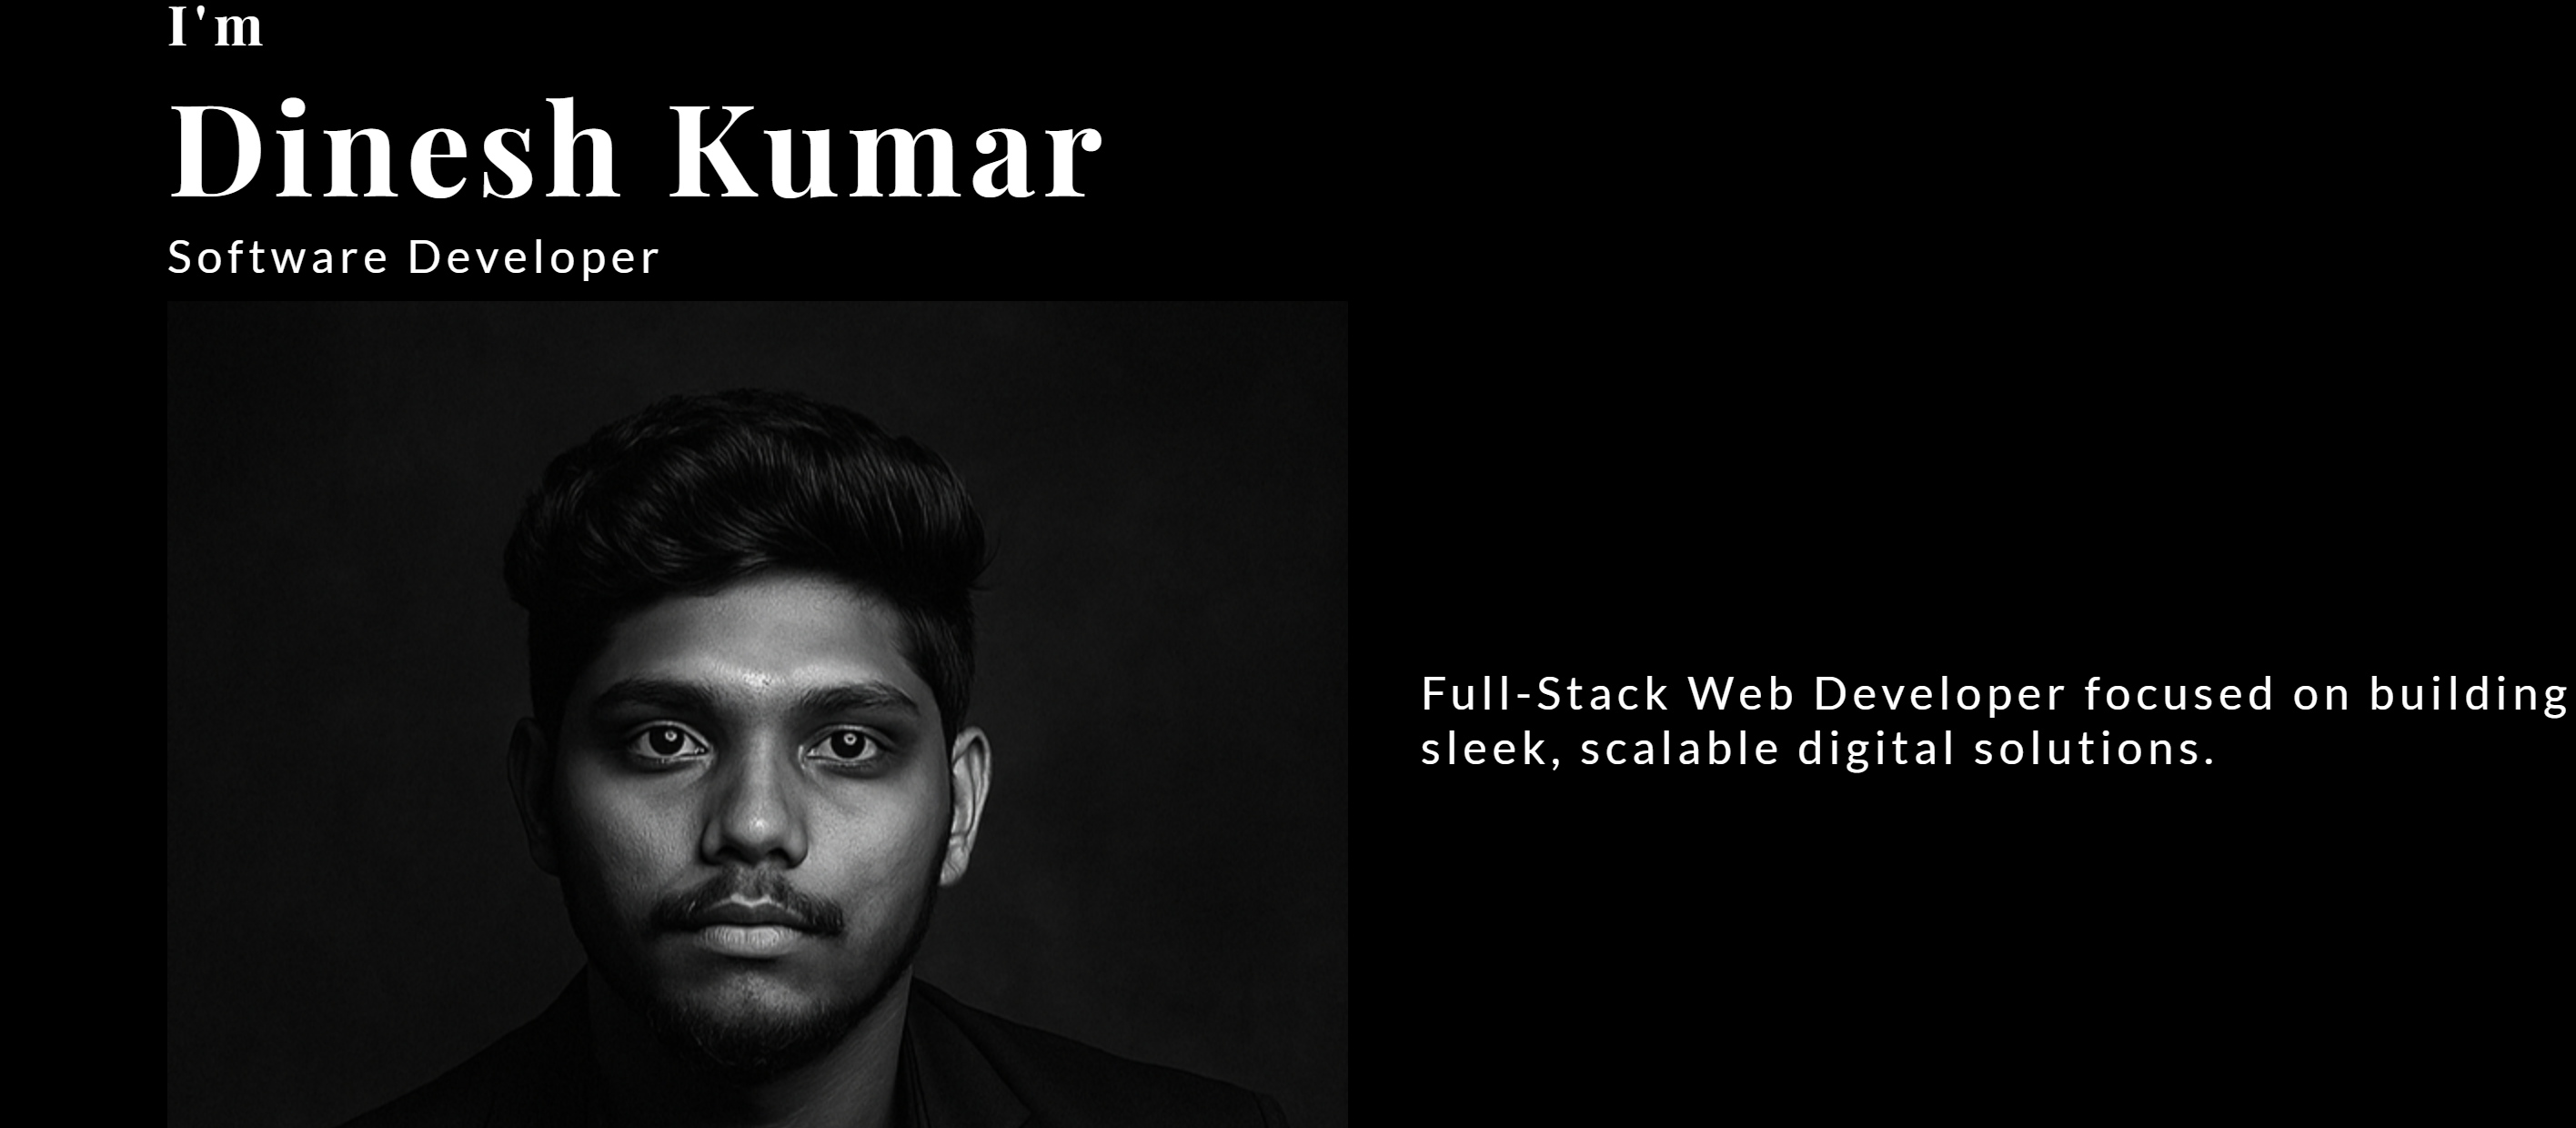 I'm
Dinesh Kumar
Software Developer
Full-Stack Web Developer focused on building
sleek, scalable digital solutions.